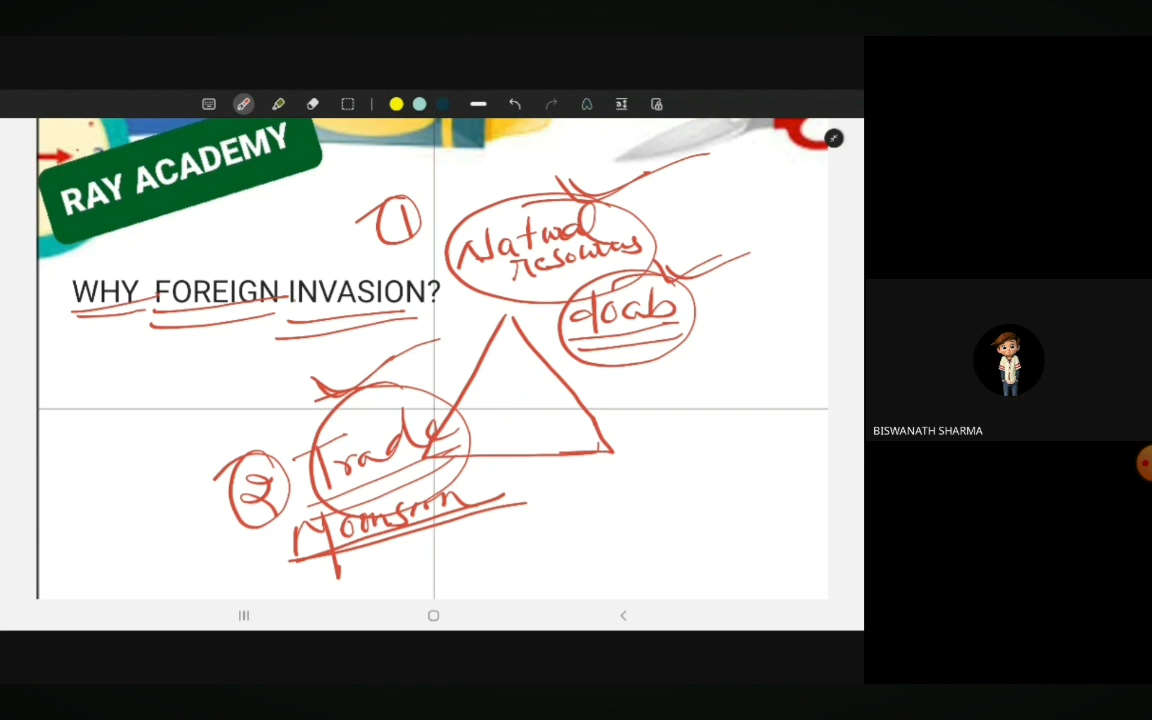 RAY ACADEMY
①
Natural
resources
WHY FOREIGN INVASION?
doab
Trade
②
Monsoon
BISWANATH SHARMA